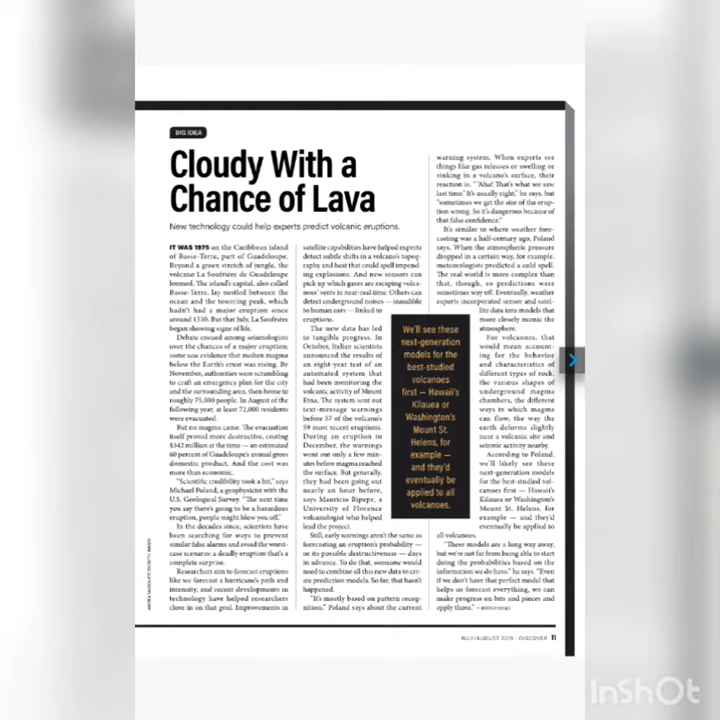 BIG IDEA
Cloudy With a
Chance of Lava
New technology could help experts predict volcanic eruptions.
IT WAS 1975 on the Caribbean island
of Basse-Terre, part of Guadeloupe.
Beyond a green stretch of jungle, the
volcano La Soufrière de Guadeloupe
loomed. The island's capital, also called
Basse-Terre, lay nestled between the
ocean and the towering peak, which
hadn't had a major eruption since
around 1530. But that July, La Soufrière
began showing signs of life.
Debate ensued among seismologists
over the chances of a major eruption;
some saw evidence that molten magma
below the Earth's crust was rising. By
November, authorities were scrambling
to craft an emergency plan for the city
and the surrounding area, then home to
roughly 75,000 people. In August of the
following year, at least 72,000 residents
were evacuated.
But no magma came. The evacuation
itself proved more destructive, costing
$342 million at the time — an estimated
60 percent of Guadeloupe's annual gross
domestic product. And the cost was
more than economic.
"Scientific credibility took a hit," says
Michael Poland, a geophysicist with the
U.S. Geological Survey. "The next time
you say there's going to be a hazardous
eruption, people might blow you off."
In the decades since, scientists have
been searching for ways to prevent
similar false alarms and avoid the worst-
case scenario: a deadly eruption that's a
complete surprise.
Researchers aim to forecast eruptions
like we forecast a hurricane's path and
intensity, and recent developments in
technology have helped researchers
close in on that goal. Improvements in
satellite capabilities have helped experts
detect subtle shifts in a volcano's topog-
raphy and heat that could spell impend-
ing explosions. And new sensors can
pick up which gases are escaping volca-
noes' vents in near-real time. Others can
detect underground noises — inaudible
to human ears — linked to
eruptions.
The new data has led
to tangible progress. In
October, Italian scientists
announced the results of
an eight-year test of an
automated system that
had been monitoring the
volcanic activity of Mount
Etna. The system sent out
text-message warnings
before 57 of the volcano's
59 most recent eruptions.
During an eruption in
December, the warnings
went out only a few min-
utes before magma reached
the surface. But generally,
they had been going out
nearly an hour before,
says Maurizio Ripepe, a
University of Florence
volcanologist who helped
lead the project.
Still, early warnings aren't the same as
forecasting an eruption's probability —
or its possible destructiveness — days
in advance. To do that, someone would
need to combine all this new data to cre-
ate prediction models. So far, that hasn't
happened.
"It's mostly based on pattern recog-
nition," Poland says about the current
We'll see these
next-generation
models for the
best-studied
volcanoes
first — Hawaii's
Kilauea or
Washington's
Mount St.
Helens, for
example —
and they'd
eventually be
applied to all
volcanoes.
warning system. When experts see
things like gas releases or swelling or
sinking in a volcano's surface, their
reaction is, "'Aha! That's what we saw
last time.' It's usually right," he says, but
"sometimes we get the size of the erup-
tion wrong. So it's dangerous because of
that false confidence."
It's similar to where weather fore-
casting was a half-century ago, Poland
says. When the atmospheric pressure
dropped in a certain way, for example,
meteorologists predicted a cold spell.
The real world is more complex than
that, though, so predictions were
sometimes way off. Eventually, weather
experts incorporated sensor and satel-
lite data into models that
more closely mimic the
atmosphere.
For volcanoes, that
would mean account-
ing for the behavior
and characteristics of
different types of rock,
the various shapes of
underground magma
chambers, the different
ways in which magma
can flow, the way the
earth deforms slightly
near a volcanic site and
seismic activity nearby.
According to Poland,
we'll likely see these
next-generation models
for the best-studied vol-
canoes first — Hawaii's
Kilauea or Washington's
Mount St. Helens, for
example — and they'd
eventually be applied to
all volcanoes.
"These models are a long way away,
but we're not far from being able to start
doing the probabilities based on the
information we do have," he says. "Even
if we don't have that perfect model that
helps us forecast everything, we can
make progress on bits and pieces and
apply those."
JULY/AUGUST 2019 · DISCOVER 11
InShOt